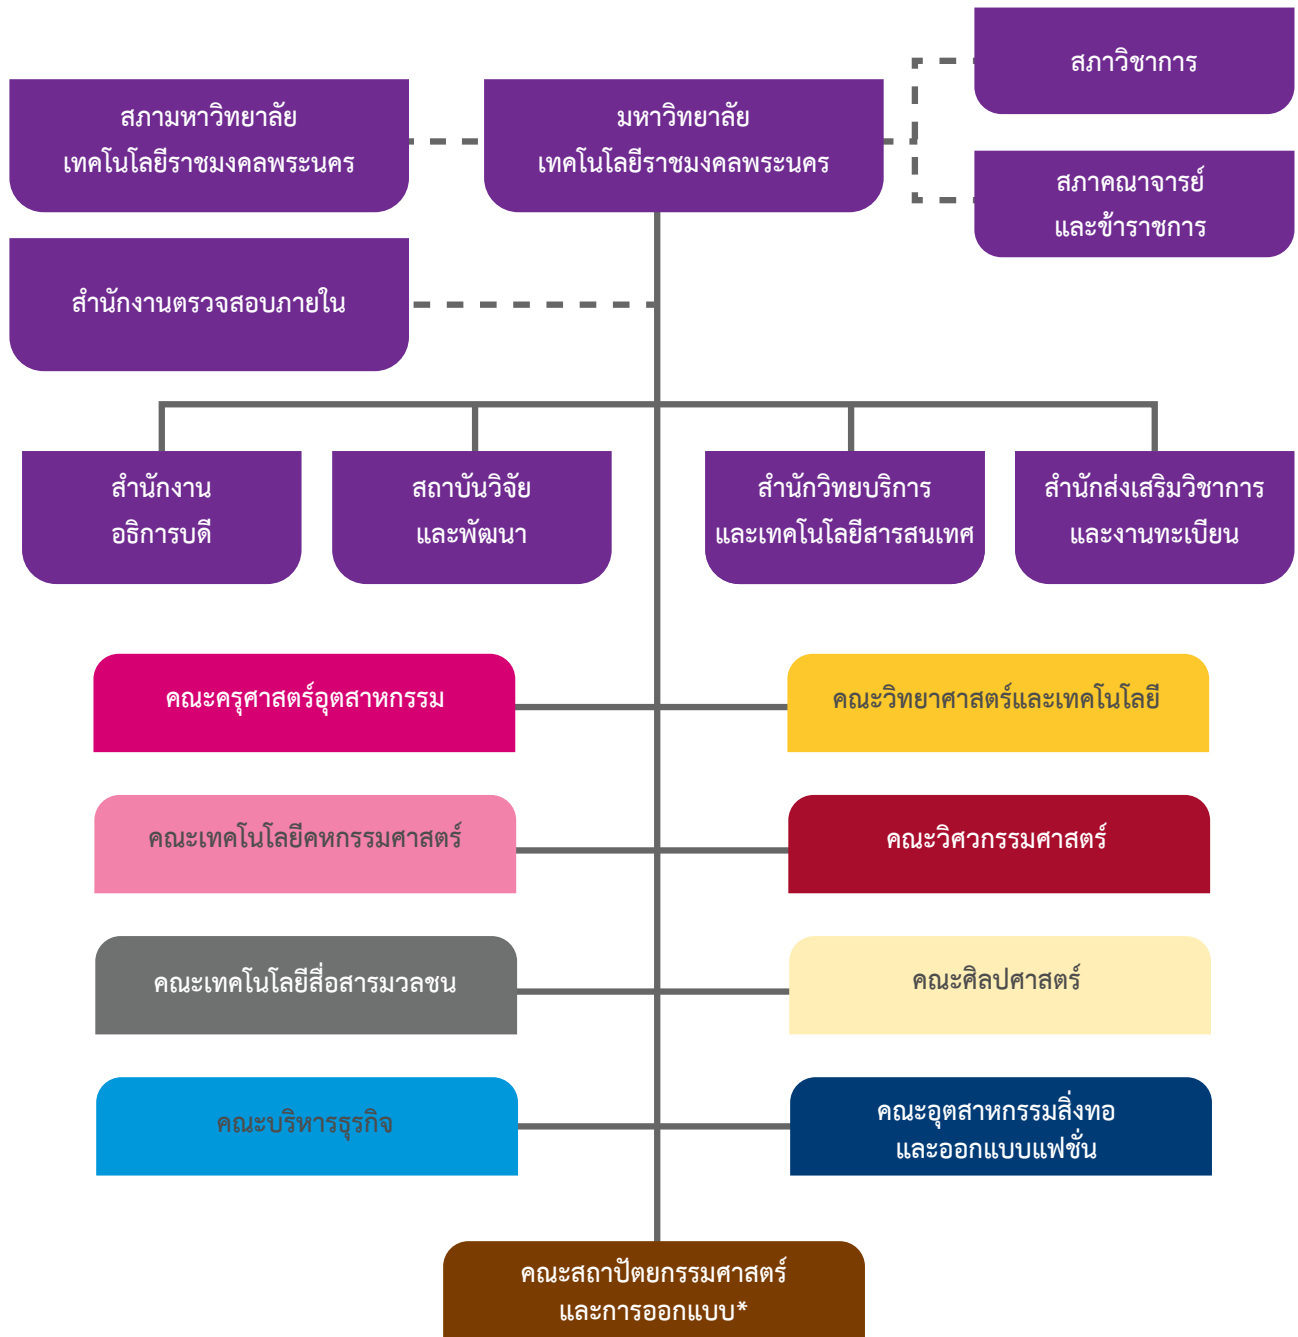 สภามหาวิทยาลัย
เทคโนโลยีราชมงคลพระนคร
มหาวิทยาลัย
เทคโนโลยีราชมงคลพระนคร
สภาวิชาการ
สภาคณาจารย์
และข้าราชการ
สำนักงานตรวจสอบภายใน
สำนักงาน
อธิการบดี
สถาบันวิจัย
และพัฒนา
สำนักวิทยบริการ
และเทคโนโลยีสารสนเทศ
สำนักส่งเสริมวิชาการ
และงานทะเบียน
คณะครุศาสตร์อุตสาหกรรม
คณะวิทยาศาสตร์และเทคโนโลยี
คณะเทคโนโลยีคหกรรมศาสตร์
คณะวิศวกรรมศาสตร์
คณะเทคโนโลยีสื่อสารมวลชน
คณะศิลปศาสตร์
คณะบริหารธุรกิจ
คณะอุตสาหกรรมสิ่งทอ
และออกแบบแฟชั่น
คณะสถาปัตยกรรมศาสตร์
และการออกแบบ*